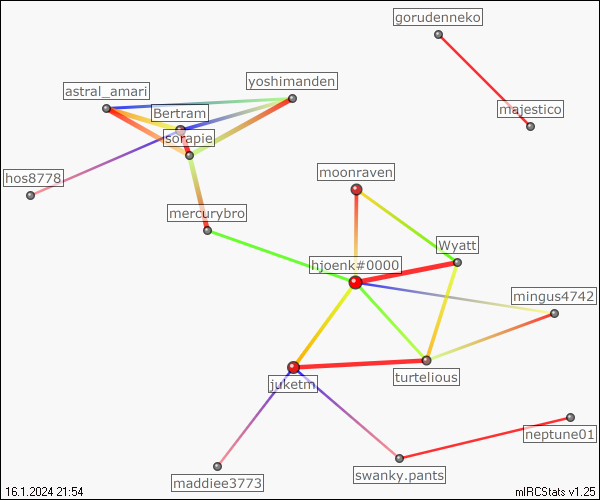 gorudenneko
yoshimanden
astral_amari
majestico
Bertram
sorapie
moonraven
hos8778
mercurybro
Wyatt
hjoenk#0000
mingus4742
turtelious
juketm
neptune01
swanky.pants
maddiee3773
16.1.2024 21:54
mIRCStats v1.25